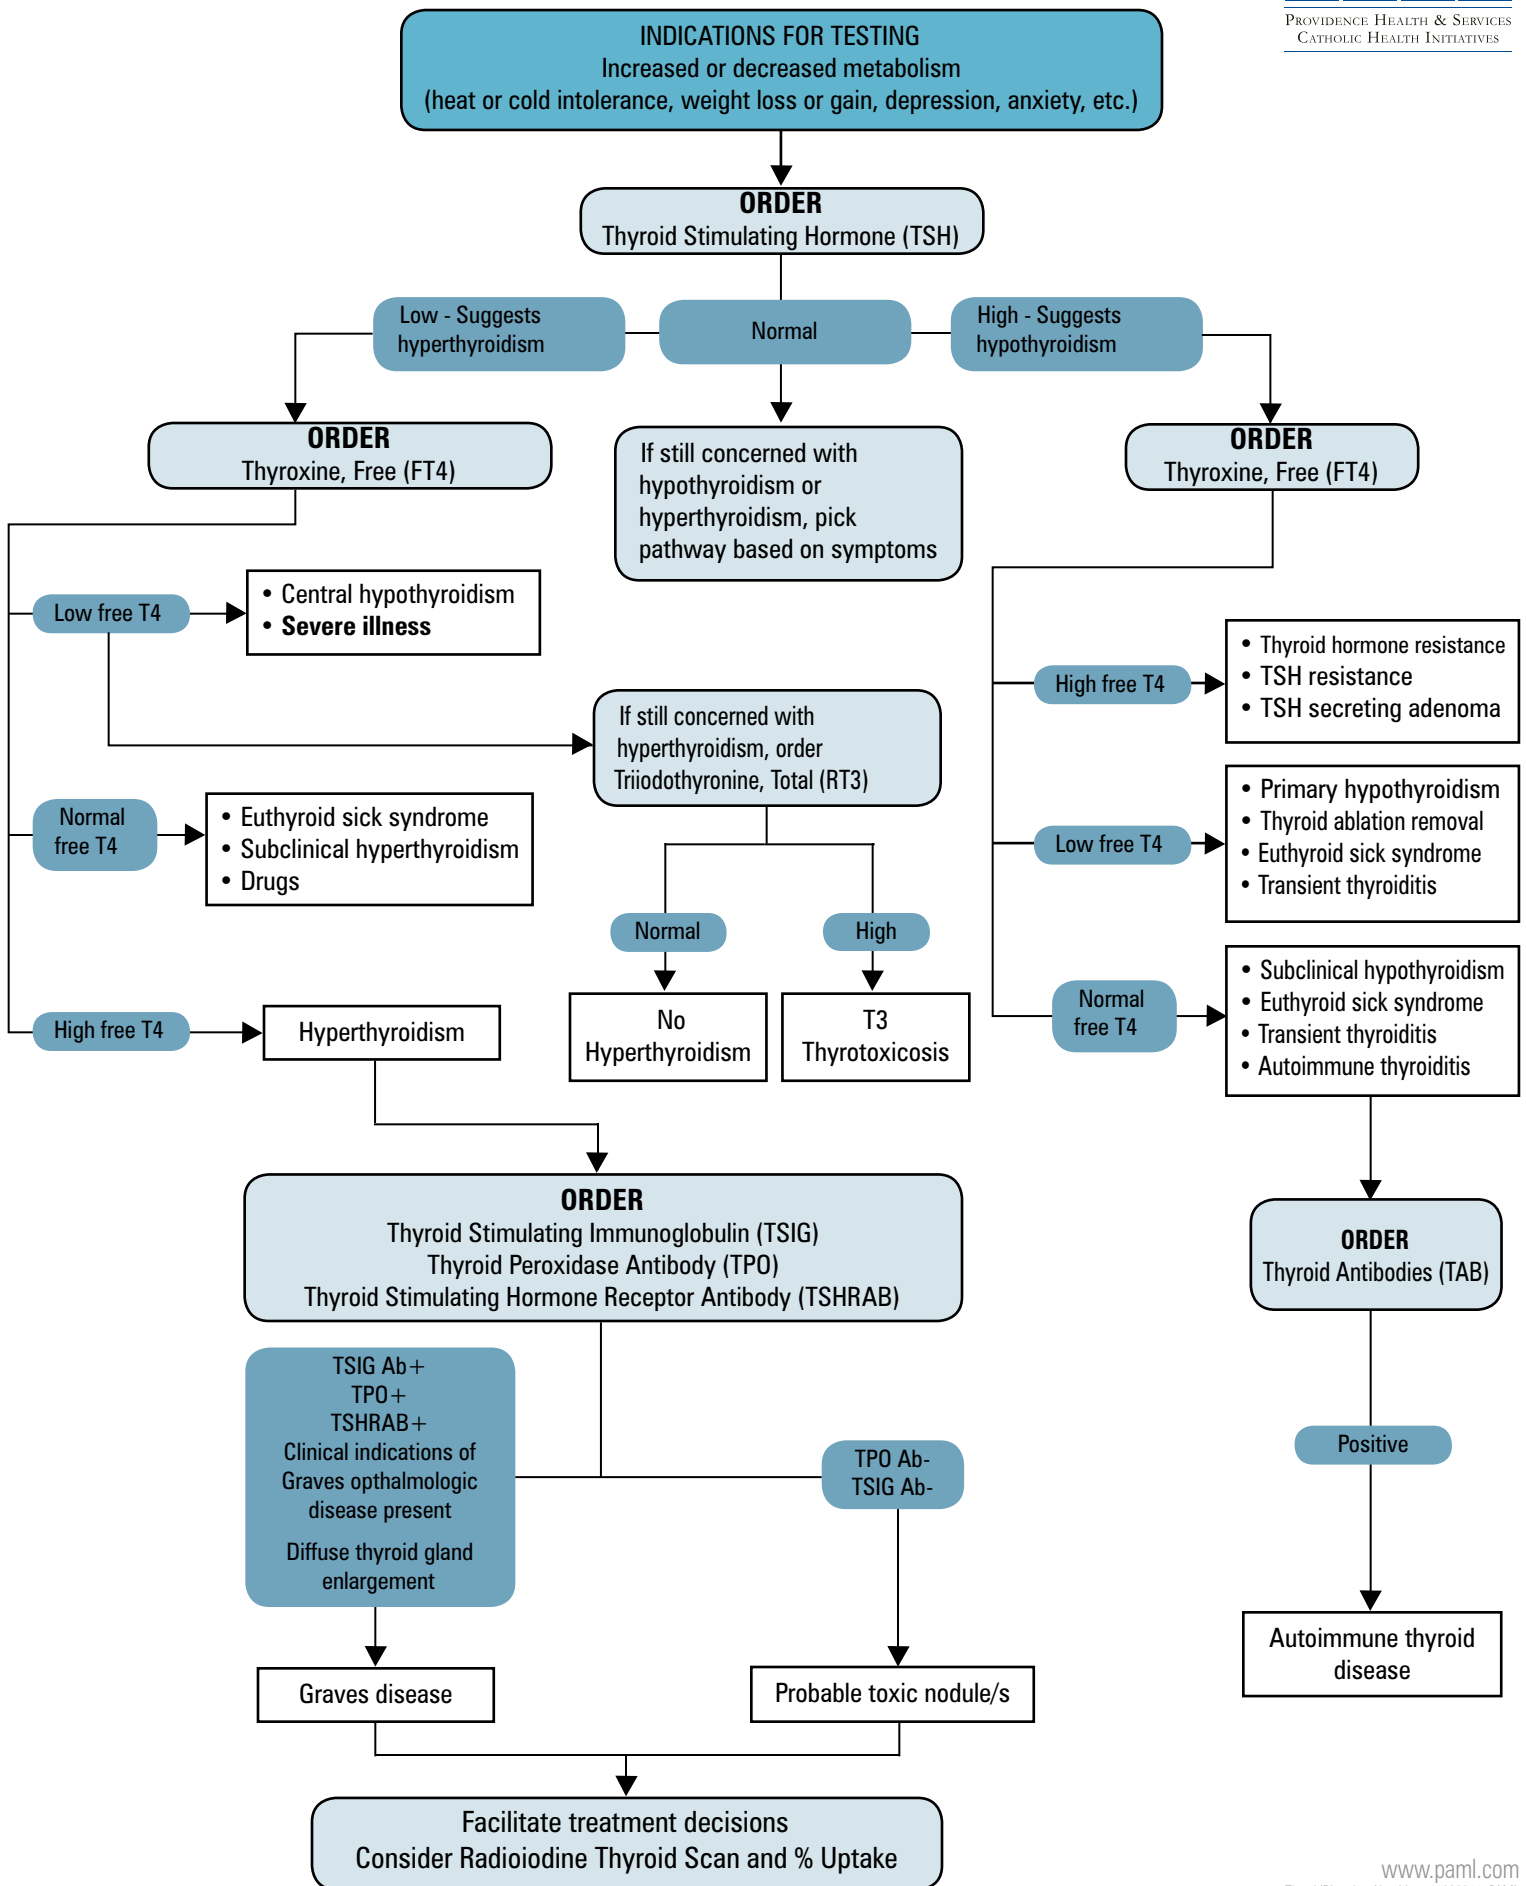 PROVIDENCE HEALTH & SERVICES
CATHOLIC HEALTH INITIATIVES
INDICATIONS FOR TESTING
Increased or decreased metabolism
(heat or cold intolerance, weight loss or gain, depression, anxiety, etc.)
ORDER
Thyroid Stimulating Hormone (TSH)
Low - Suggests
hyperthyroidism
Normal
High - Suggests
hypothyroidism
ORDER
Thyroxine, Free (FT4)
If still concerned with
hypothyroidism or
hyperthyroidism, pick
pathway based on symptoms
ORDER
Thyroxine, Free (FT4)
Low free T4
• Central hypothyroidism
• Severe illness
If still concerned with
hyperthyroidism, order
Triiodothyronine, Total (RT3)
Normal
free T4
• Euthyroid sick syndrome
• Subclinical hyperthyroidism
• Drugs
Normal
High
No
Hyperthyroidism
T3
Thyrotoxicosis
High free T4
Hyperthyroidism
High free T4
• Thyroid hormone resistance
• TSH resistance
• TSH secreting adenoma
Low free T4
• Primary hypothyroidism
• Thyroid ablation removal
• Euthyroid sick syndrome
• Transient thyroiditis
Normal
free T4
• Subclinical hypothyroidism
• Euthyroid sick syndrome
• Transient thyroiditis
• Autoimmune thyroiditis
ORDER
Thyroid Stimulating Immunoglobulin (TSIG)
Thyroid Peroxidase Antibody (TPO)
Thyroid Stimulating Hormone Receptor Antibody (TSHRAB)
ORDER
Thyroid Antibodies (TAB)
TSIG Ab+
TPO+
TSHRAB+
Clinical indications of
Graves opthalmologic
disease present
Diffuse thyroid gland
enlargement
TPO Ab-
TSIG Ab-
Positive
Graves disease
Probable toxic nodule/s
Autoimmune thyroid
disease
Facilitate treatment decisions
Consider Radioiodine Thyroid Scan and % Uptake
www.paml.com